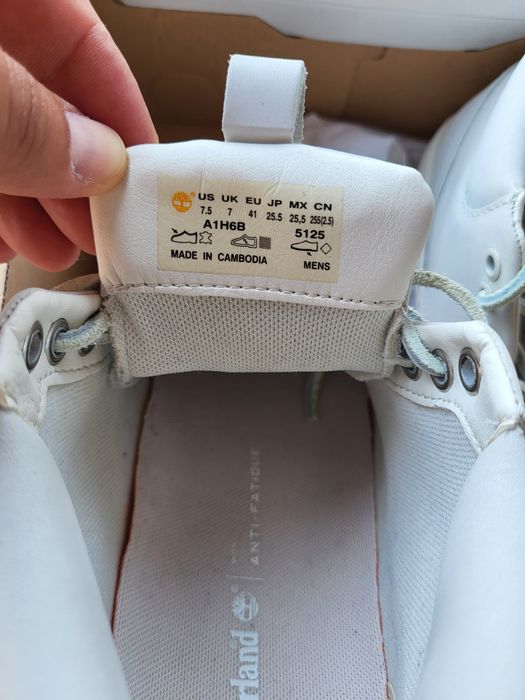 US UK EU JP MX CN
7.5 7 41 25.5 25,5 255(2.5)
A1H6B 5125
MADE IN CAMBODIA MENS
ANTI-FATIGUE
rland